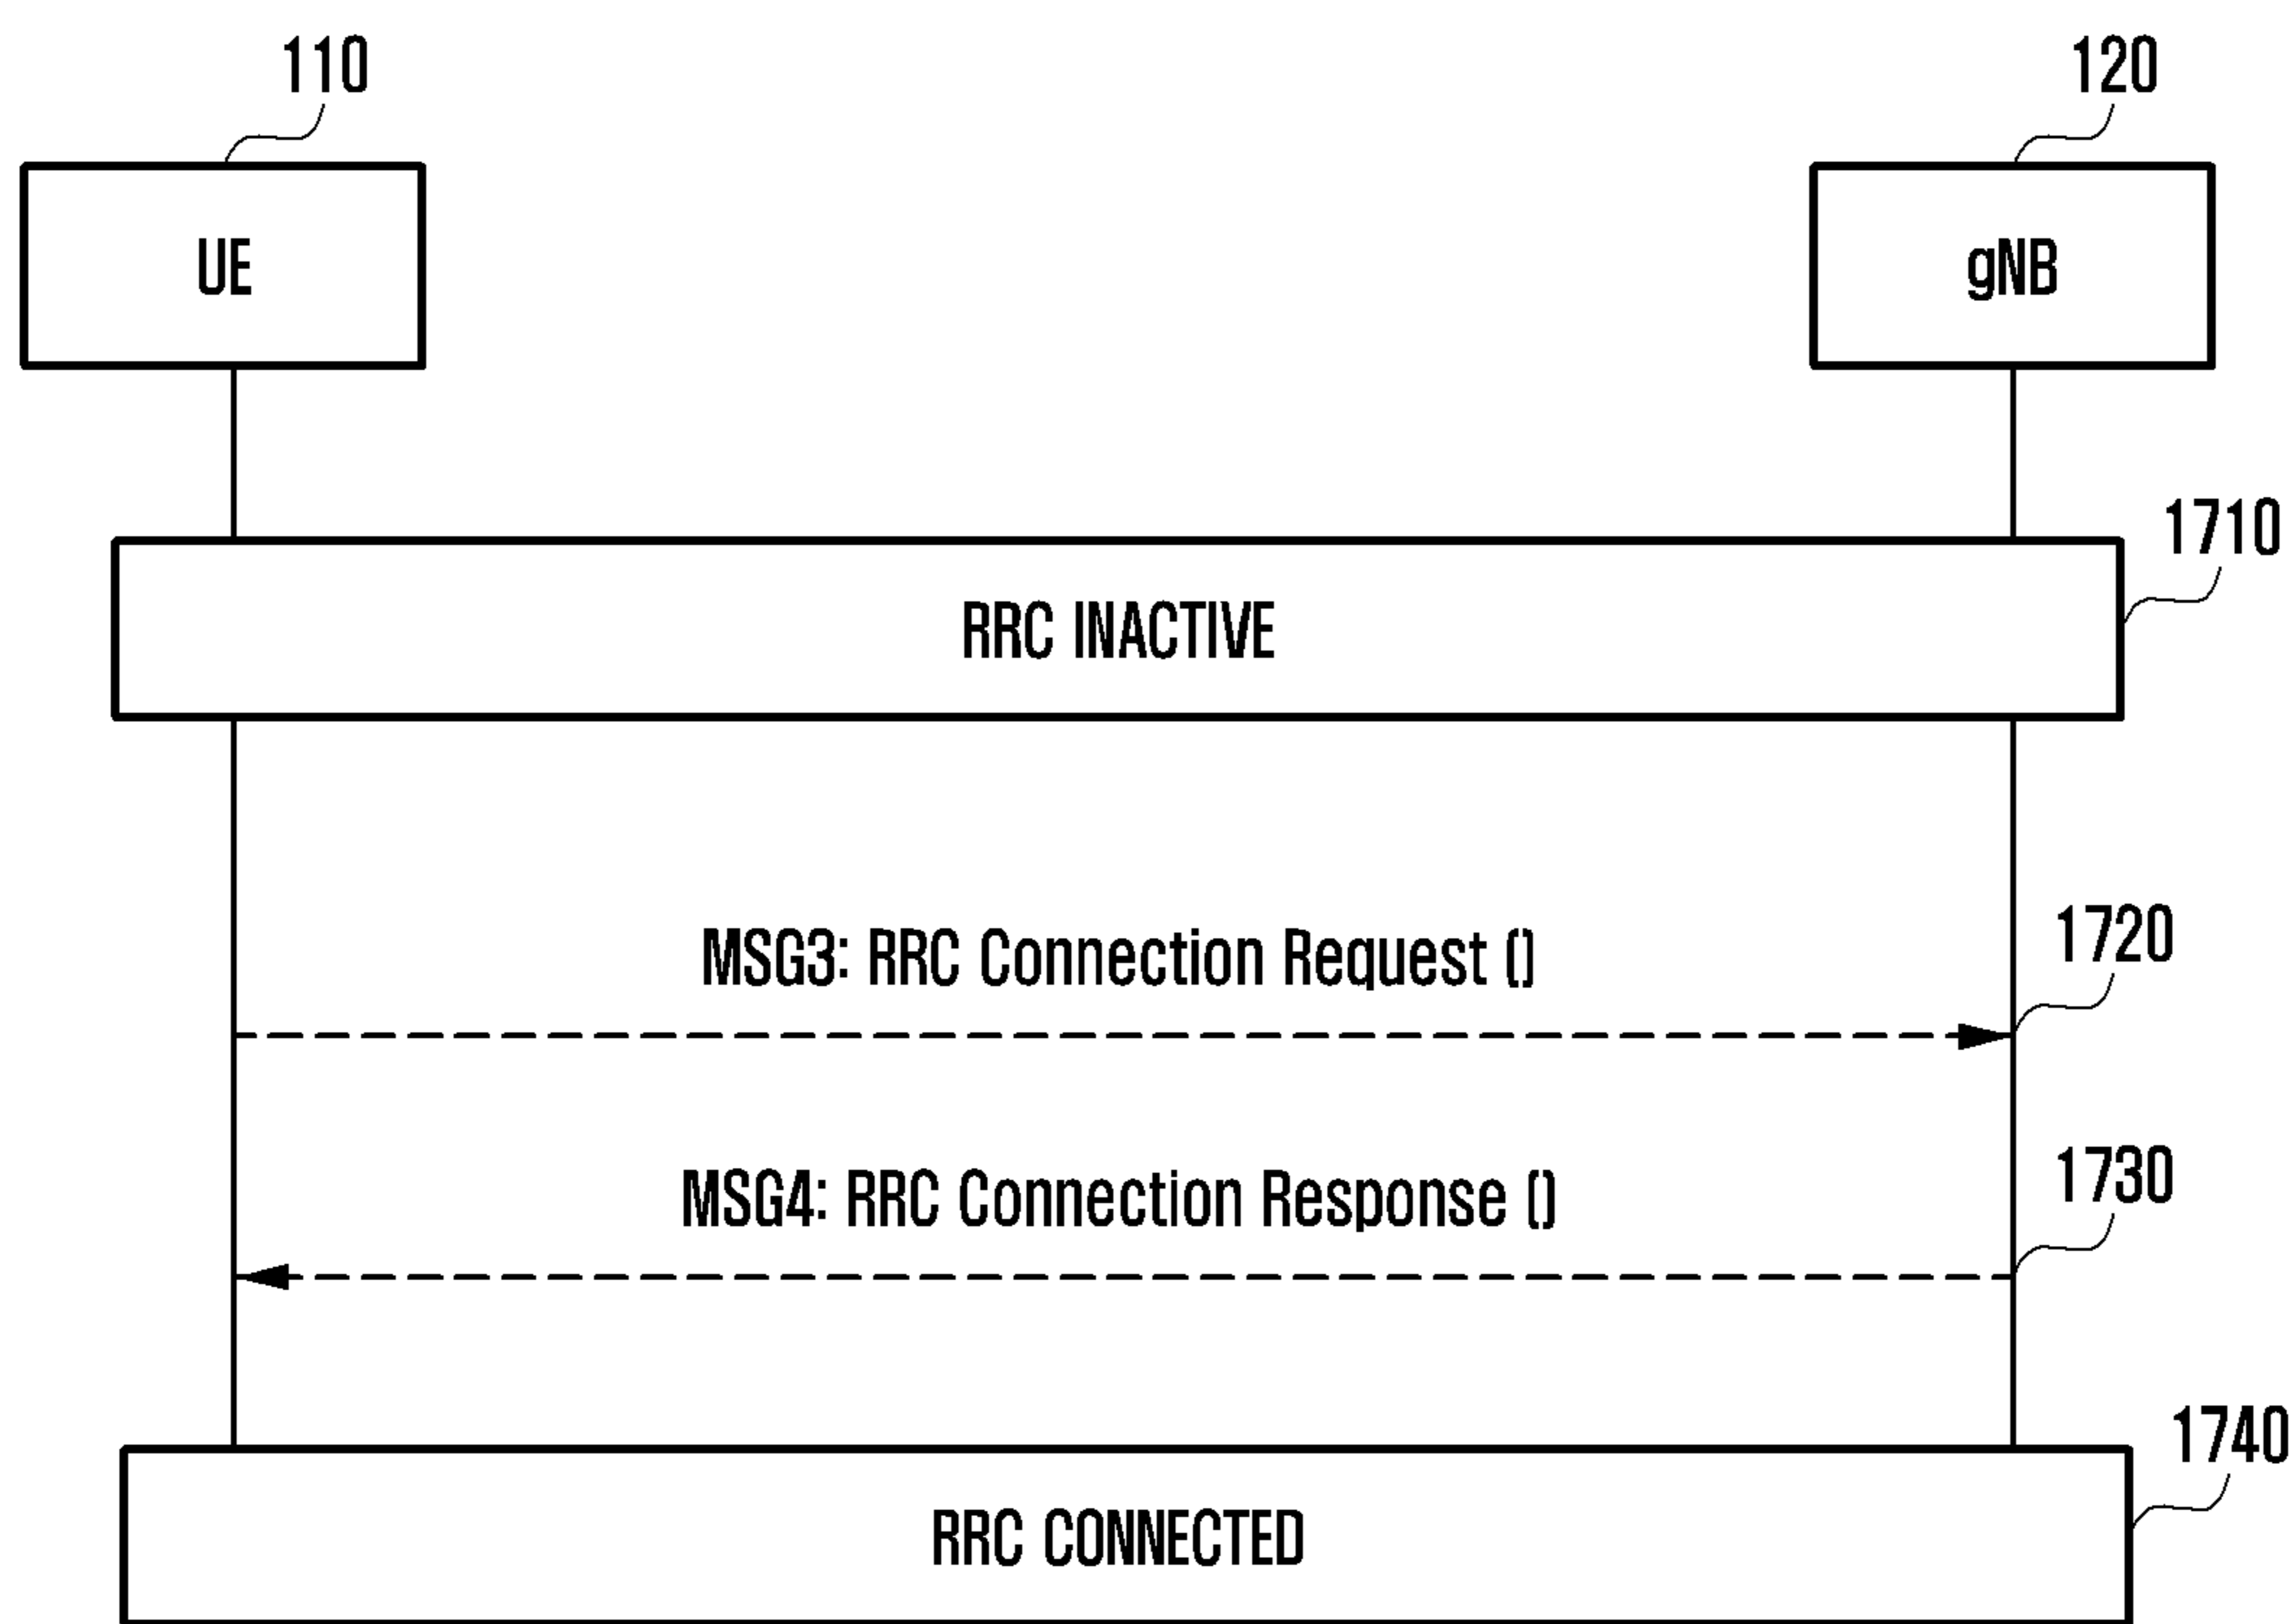 110
120
UE
gNB
1710
RRC INACTIVE
1720
MSG3: RRC Connection Request ()
1730
MSG4: RRC Connection Response ()
1740
RRC CONNECTED